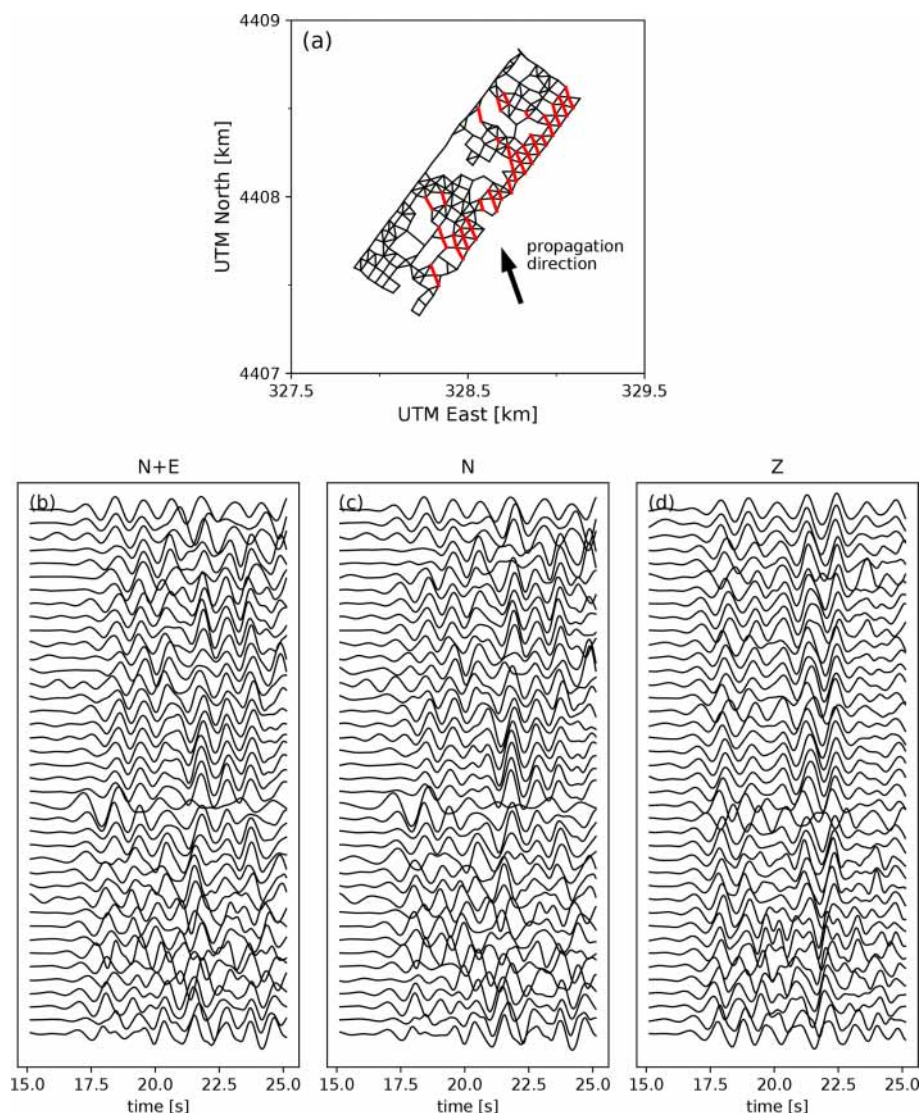 4409
(a)
UTM North [km]
4408
propagation
direction
4407
327.5
328.5
329.5
UTM East [km]
N+E
N
Z
(b)
(c)
(d)
15.0
17.5
20.0
22.5
25.0
15.0
17.5
20.0
22.5
25.0
15.0
17.5
20.0
22.5
25.0
time [s]
time [s]
time [s]